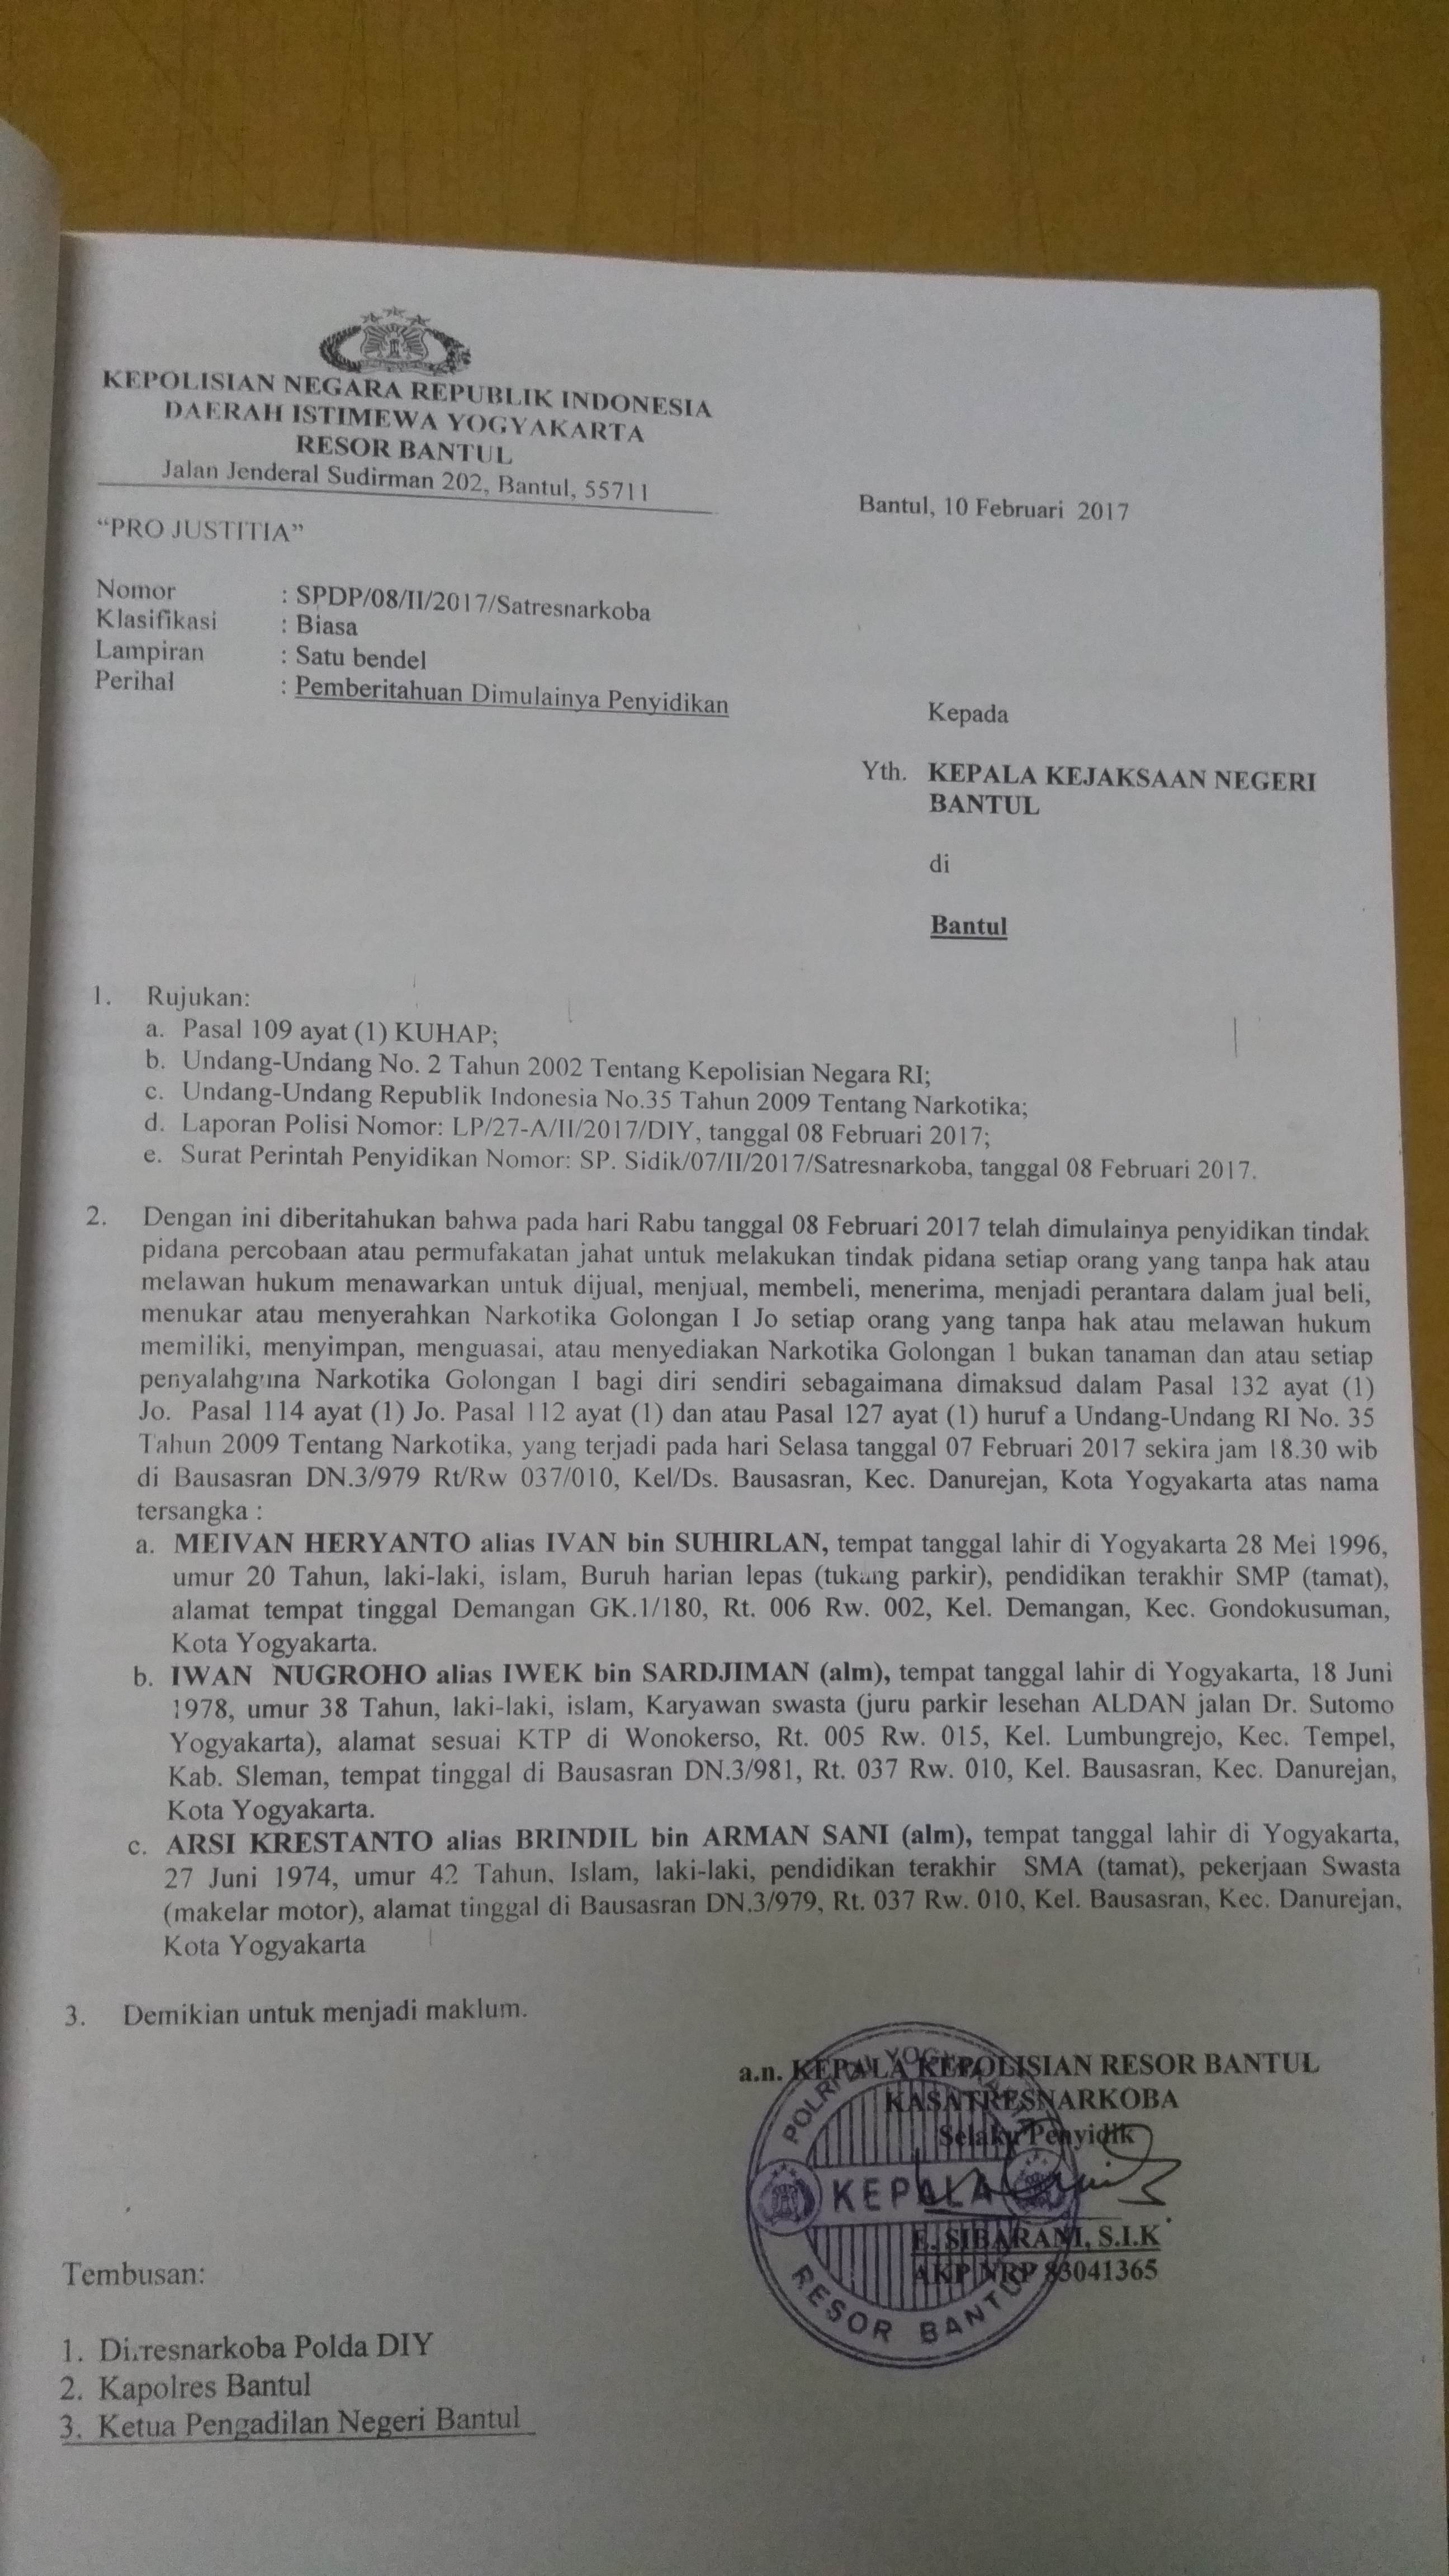 KEPOLISIAN NEGARA REPUBLIK INDONESIA
DAERAH ISTIMEWA YOGYAKARTA
RESOR BANTUL
Jalan Jenderal Sudirman 202, Bantul, 55711
Bantul, 10 Februari 2017
“PRO JUSTITIA”
Nomor : SPDP/08/II/2017/Satresnarkoba
Klasifikasi : Biasa
Lampiran : Satu bendel
Perihal : Pemberitahuan Dimulainya Penyidikan
Kepada
Yth. KEPALA KEJAKSAAN NEGERI
BANTUL
di
Bantul
1. Rujukan:
a. Pasal 109 ayat (1) KUHAP;
b. Undang-Undang No. 2 Tahun 2002 Tentang Kepolisian Negara RI;
c. Undang-Undang Republik Indonesia No.35 Tahun 2009 Tentang Narkotika;
d. Laporan Polisi Nomor: LP/27-A/II/2017/DIY, tanggal 08 Februari 2017;
e. Surat Perintah Penyidikan Nomor: SP. Sidik/07/II/2017/Satresnarkoba, tanggal 08 Februari 2017.
2. Dengan ini diberitahukan bahwa pada hari Rabu tanggal 08 Februari 2017 telah dimulainya penyidikan tindak
pidana percobaan atau permufakatan jahat untuk melakukan tindak pidana setiap orang yang tanpa hak atau
melawan hukum menawarkan untuk dijual, menjual, membeli, menerima, menjadi perantara dalam jual beli,
menukar atau menyerahkan Narkotika Golongan I Jo setiap orang yang tanpa hak atau melawan hukum
memiliki, menyimpan, menguasai, atau menyediakan Narkotika Golongan 1 bukan tanaman dan atau setiap
penyalahguna Narkotika Golongan I bagi diri sendiri sebagaimana dimaksud dalam Pasal 132 ayat (1)
Jo. Pasal 114 ayat (1) Jo. Pasal 112 ayat (1) dan atau Pasal 127 ayat (1) huruf a Undang-Undang RI No. 35
Tahun 2009 Tentang Narkotika, yang terjadi pada hari Selasa tanggal 07 Februari 2017 sekira jam 18.30 wib
di Bausasran DN.3/979 Rt/Rw 037/010, Kel/Ds. Bausasran, Kec. Danurejan, Kota Yogyakarta atas nama
tersangka :
a. MEIVAN HERYANTO alias IVAN bin SUHIRLAN, tempat tanggal lahir di Yogyakarta 28 Mei 1996,
umur 20 Tahun, laki-laki, islam, Buruh harian lepas (tukang parkir), pendidikan terakhir SMP (tamat),
alamat tempat tinggal Demangan GK.1/180, Rt. 006 Rw. 002, Kel. Demangan, Kec. Gondokusuman,
Kota Yogyakarta.
b. IWAN NUGROHO alias IWEK bin SARDJIMAN (alm), tempat tanggal lahir di Yogyakarta, 18 Juni
1978, umur 38 Tahun, laki-laki, islam, Karyawan swasta (juru parkir lesehan ALDAN jalan Dr. Sutomo
Yogyakarta), alamat sesuai KTP di Wonokerso, Rt. 005 Rw. 015, Kel. Lumbungrejo, Kec. Tempel,
Kab. Sleman, tempat tinggal di Bausasran DN.3/981, Rt. 037 Rw. 010, Kel. Bausasran, Kec. Danurejan,
Kota Yogyakarta.
c. ARSI KRESTANTO alias BRINDIL bin ARMAN SANI (alm), tempat tanggal lahir di Yogyakarta,
27 Juni 1974, umur 42 Tahun, Islam, laki-laki, pendidikan terakhir SMA (tamat), pekerjaan Swasta
(makelar motor), alamat tinggal di Bausasran DN.3/979, Rt. 037 Rw. 010, Kel. Bausasran, Kec. Danurejan,
Kota Yogyakarta
3. Demikian untuk menjadi maklum.
a.n. KEPALA KEPOLISIAN RESOR BANTUL
KASATRESNARKOBA
Selaku Penyidik
KEPALA
RESOR BANTUL
E. SIBARANI, S.I.K
AKP NRP 83041365
Tembusan:
1. Dirresnarkoba Polda DIY
2. Kapolres Bantul
3. Ketua Pengadilan Negeri Bantul